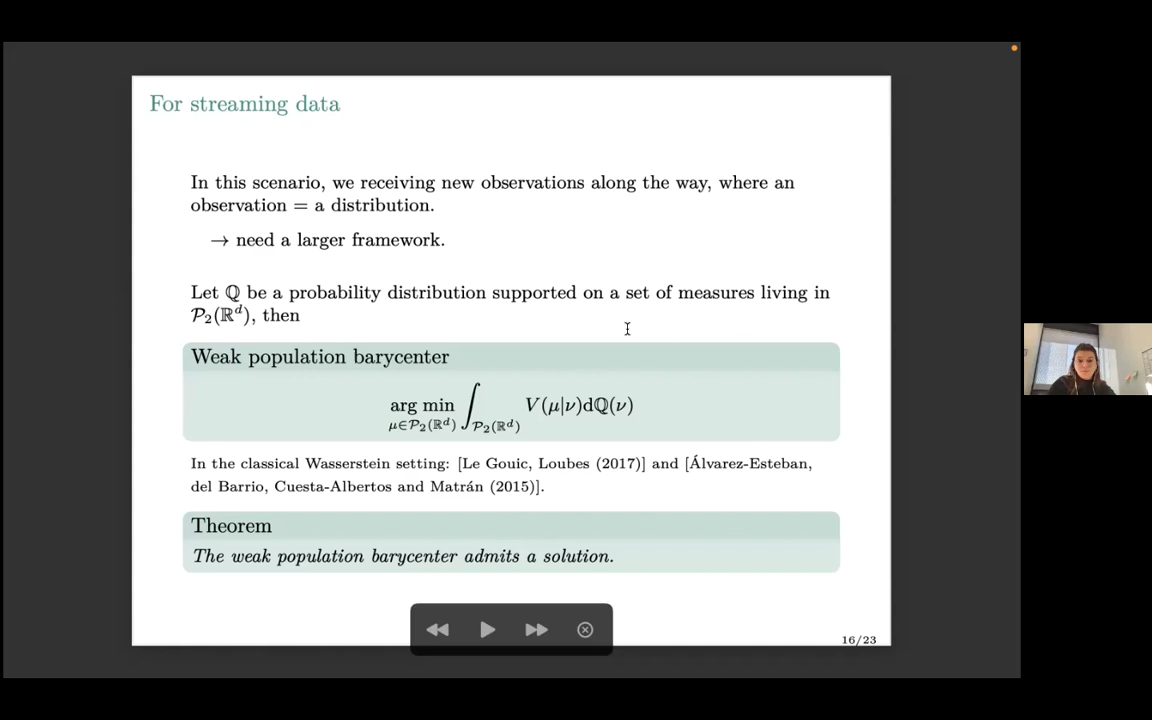 For streaming data
In this scenario, we receiving new observations along the way, where an
observation = a distribution.
→ need a larger framework.
Let ℚ be a probability distribution supported on a set of measures living in
𝒫₂(ℝᵈ), then
Weak population barycenter
arg min_{μ∈𝒫₂(ℝᵈ)} ∫_{𝒫₂(ℝᵈ)} V(μ|ν)dℚ(ν)
In the classical Wasserstein setting: [Le Gouic, Loubes (2017)] and [Álvarez-Esteban,
del Barrio, Cuesta-Albertos and Matrán (2015)].
Theorem
The weak population barycenter admits a solution.
16/23